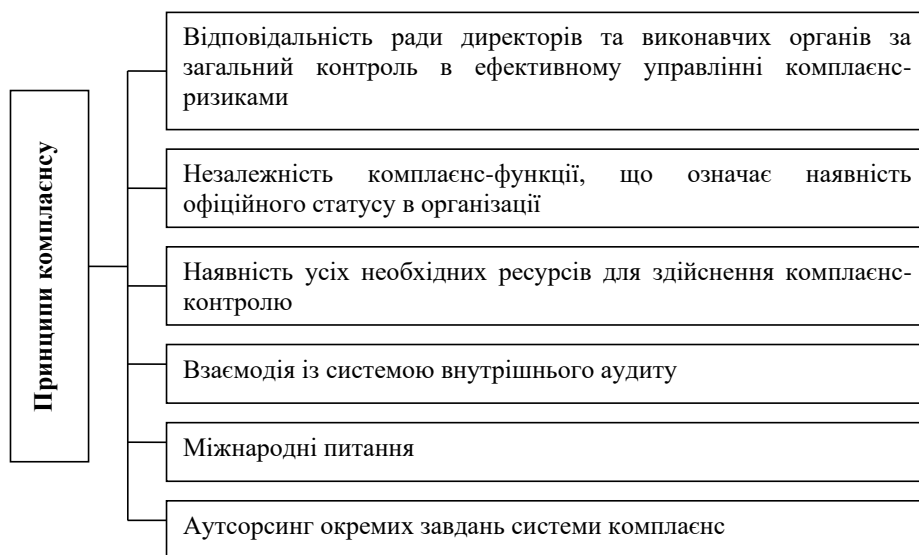 Принципи комплаєнсу
Відповідальність ради директорів та виконавчих органів за
загальний контроль в ефективному управлінні комплаєнс-
ризиками
Незалежність комплаєнс-функції, що означає наявність
офіційного статусу в організації
Наявність усіх необхідних ресурсів для здійснення комплаєнс-
контролю
Взаємодія із системою внутрішнього аудиту
Міжнародні питання
Аутсорсинг окремих завдань системи комплаєнс